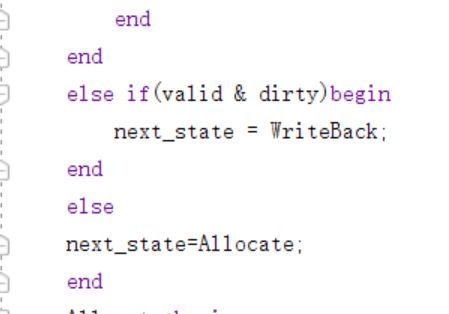 end
end
else if(valid & dirty)begin
next_state = WriteBack;
end
else
next_state=Allocate;
end